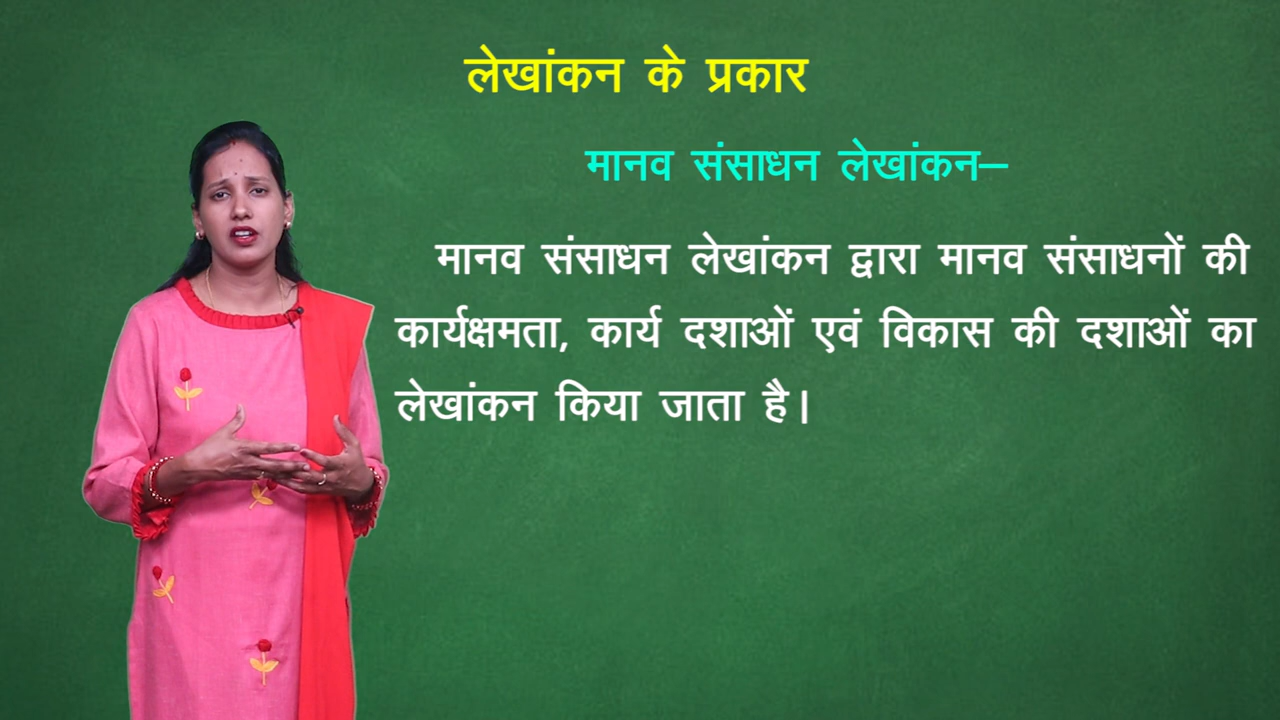 लेखांकन के प्रकार
मानव संसाधन लेखांकन–
मानव संसाधन लेखांकन द्वारा मानव संसाधनों की
कार्यक्षमता, कार्य दशाओं एवं विकास की दशाओं का
लेखांकन किया जाता है।